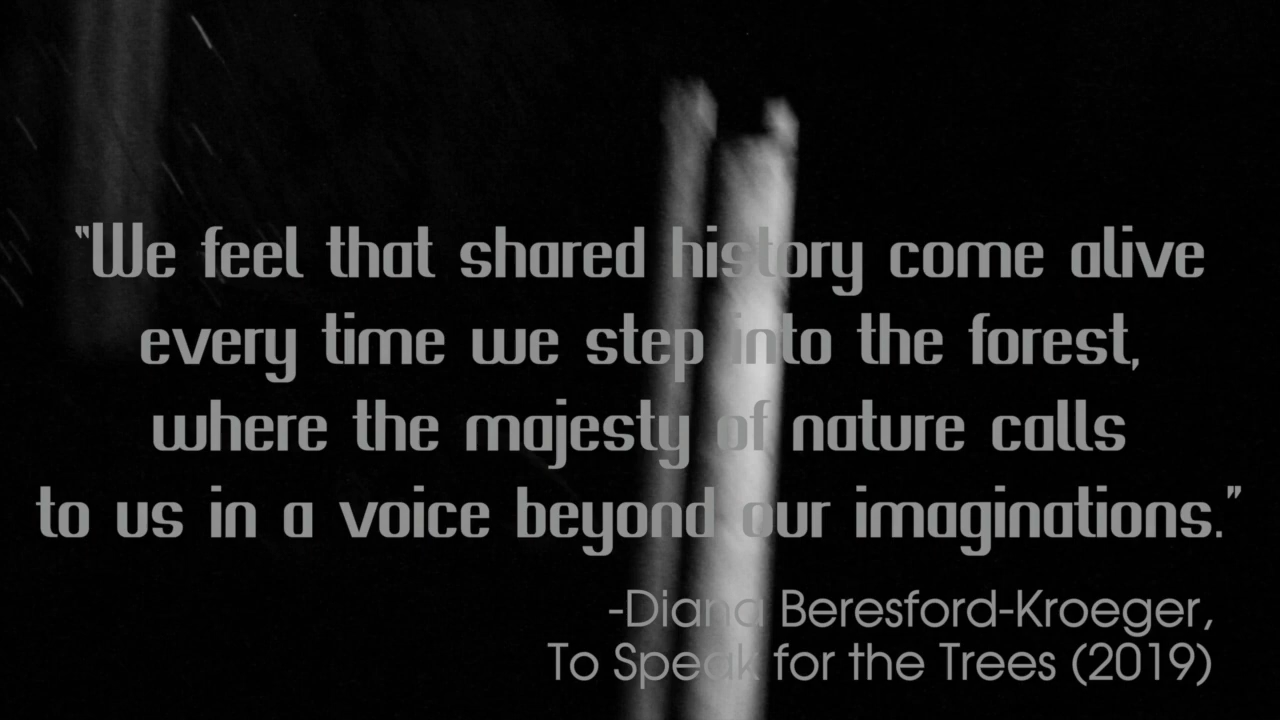 “We feel that shared history come alive
every time we step into the forest,
where the majesty of nature calls
to us in a voice beyond our imaginations.”
-Diana Beresford-Kroeger,
To Speak for the Trees (2019)